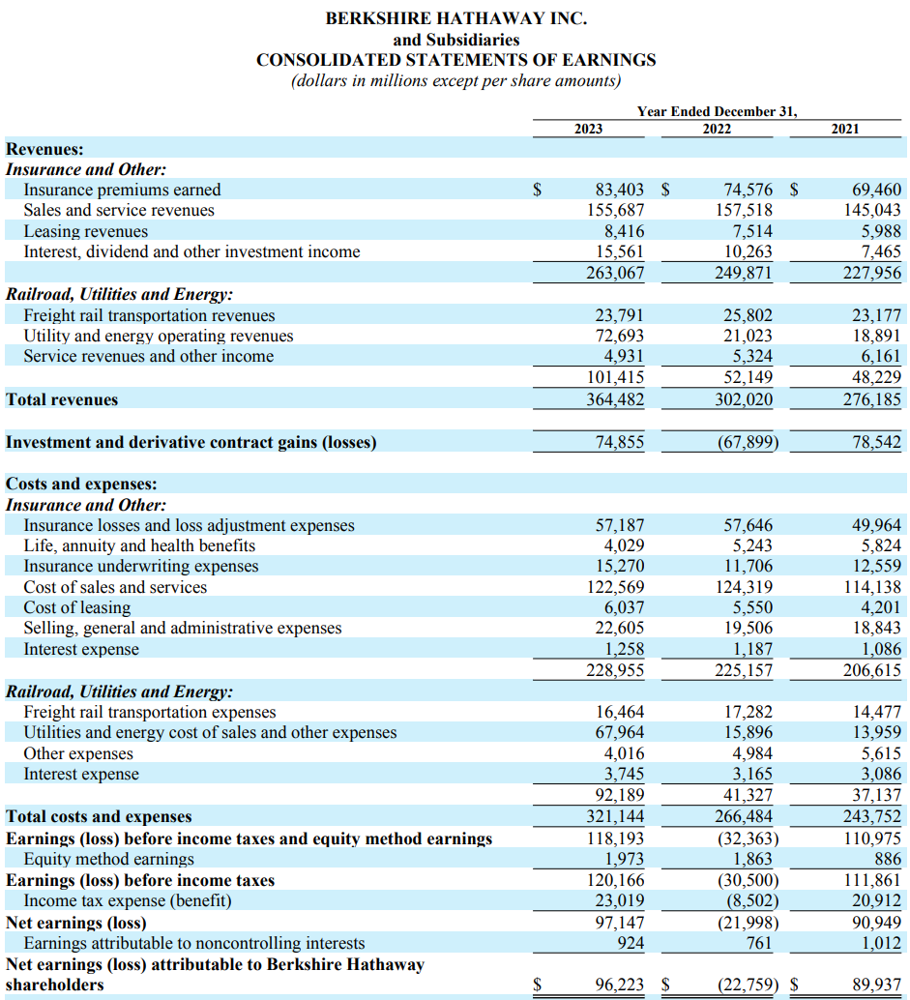 BERKSHIRE HATHAWAY INC.
and Subsidiaries
CONSOLIDATED STATEMENTS OF EARNINGS
(dollars in millions except per share amounts)
Year Ended December 31,
2023 2022 2021
Revenues:
Insurance and Other:
Insurance premiums earned $ 83,403 $ 74,576 $ 69,460
Sales and service revenues 155,687 157,518 145,043
Leasing revenues 8,416 7,514 5,988
Interest, dividend and other investment income 15,561 10,263 7,465
263,067 249,871 227,956
Railroad, Utilities and Energy:
Freight rail transportation revenues 23,791 25,802 23,177
Utility and energy operating revenues 72,693 21,023 18,891
Service revenues and other income 4,931 5,324 6,161
101,415 52,149 48,229
Total revenues 364,482 302,020 276,185
Investment and derivative contract gains (losses) 74,855 (67,899) 78,542
Costs and expenses:
Insurance and Other:
Insurance losses and loss adjustment expenses 57,187 57,646 49,964
Life, annuity and health benefits 4,029 5,243 5,824
Insurance underwriting expenses 15,270 11,706 12,559
Cost of sales and services 122,569 124,319 114,138
Cost of leasing 6,037 5,550 4,201
Selling, general and administrative expenses 22,605 19,506 18,843
Interest expense 1,258 1,187 1,086
228,955 225,157 206,615
Railroad, Utilities and Energy:
Freight rail transportation expenses 16,464 17,282 14,477
Utilities and energy cost of sales and other expenses 67,964 15,896 13,959
Other expenses 4,016 4,984 5,615
Interest expense 3,745 3,165 3,086
92,189 41,327 37,137
Total costs and expenses 321,144 266,484 243,752
Earnings (loss) before income taxes and equity method earnings 118,193 (32,363) 110,975
Equity method earnings 1,973 1,863 886
Earnings (loss) before income taxes 120,166 (30,500) 111,861
Income tax expense (benefit) 23,019 (8,502) 20,912
Net earnings (loss) 97,147 (21,998) 90,949
Earnings attributable to noncontrolling interests 924 761 1,012
Net earnings (loss) attributable to Berkshire Hathaway
shareholders $ 96,223 $ (22,759) $ 89,937